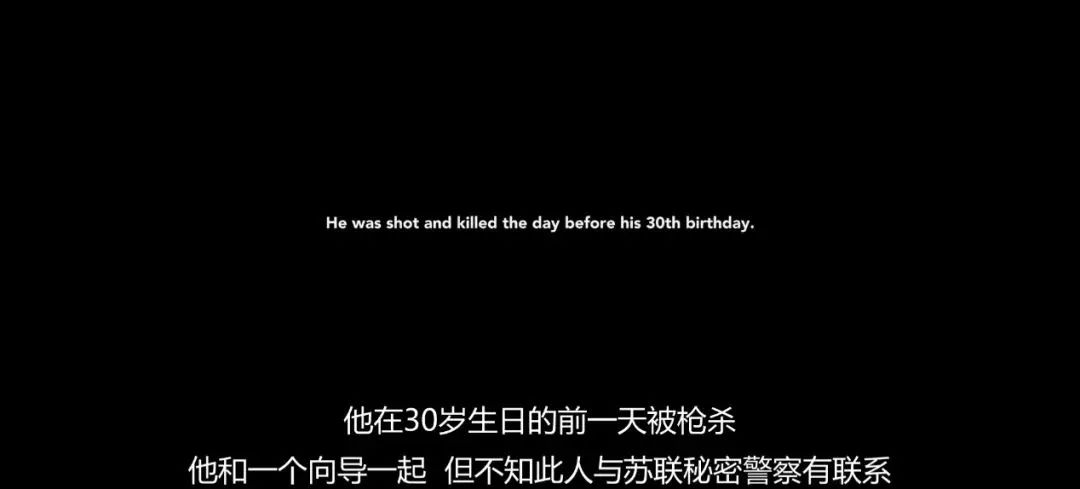 He was shot and killed the day before his 30th birthday.
他在30岁生日的前一天被枪杀
他和一个向导一起 但不知此人与苏联秘密警察有联系